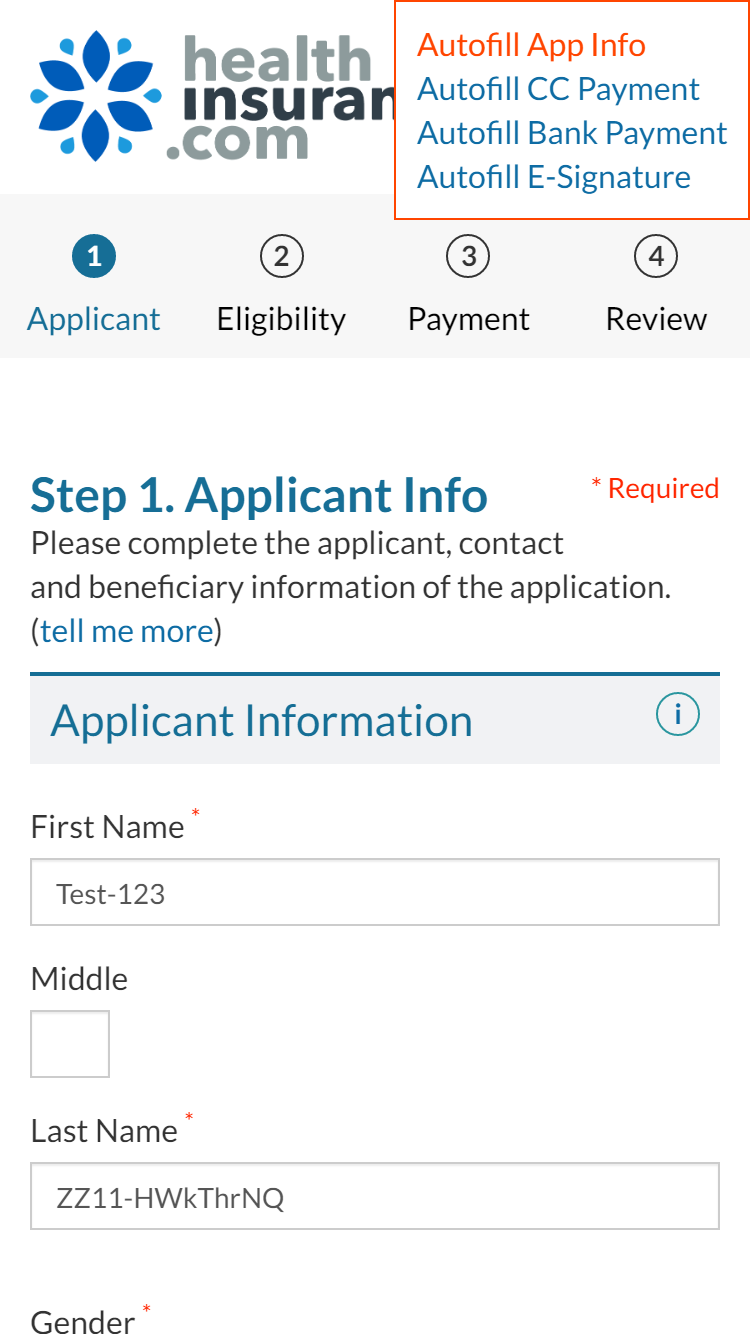 health
insuran
.com
Autofill App Info
Autofill CC Payment
Autofill Bank Payment
Autofill E-Signature
1
2
3
4
Applicant
Eligibility
Payment
Review
Step 1. Applicant Info
* Required
Please complete the applicant, contact
and beneficiary information of the application.
(tell me more)
Applicant Information
i
First Name *
Test-123
Middle
Last Name *
ZZ11-HWkThrNQ
Gender *